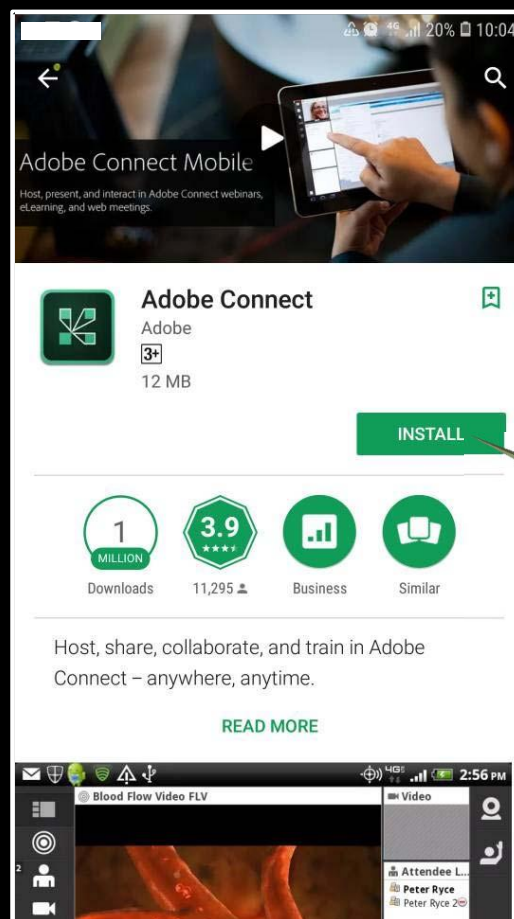 4G 20% 10:04
Adobe Connect Mobile
Host, present, and interact in Adobe Connect webinars,
eLearning, and web meetings.
Adobe Connect
Adobe
3+
12 MB
INSTALL
1
MILLION
3.9
Downloads
11,295
Business
Similar
Host, share, collaborate, and train in Adobe
Connect – anywhere, anytime.
READ MORE
4G 2:56 PM
Blood Flow Video FLV
Video
2
Attendee L...
Peter Ryce
Peter Ryce 2